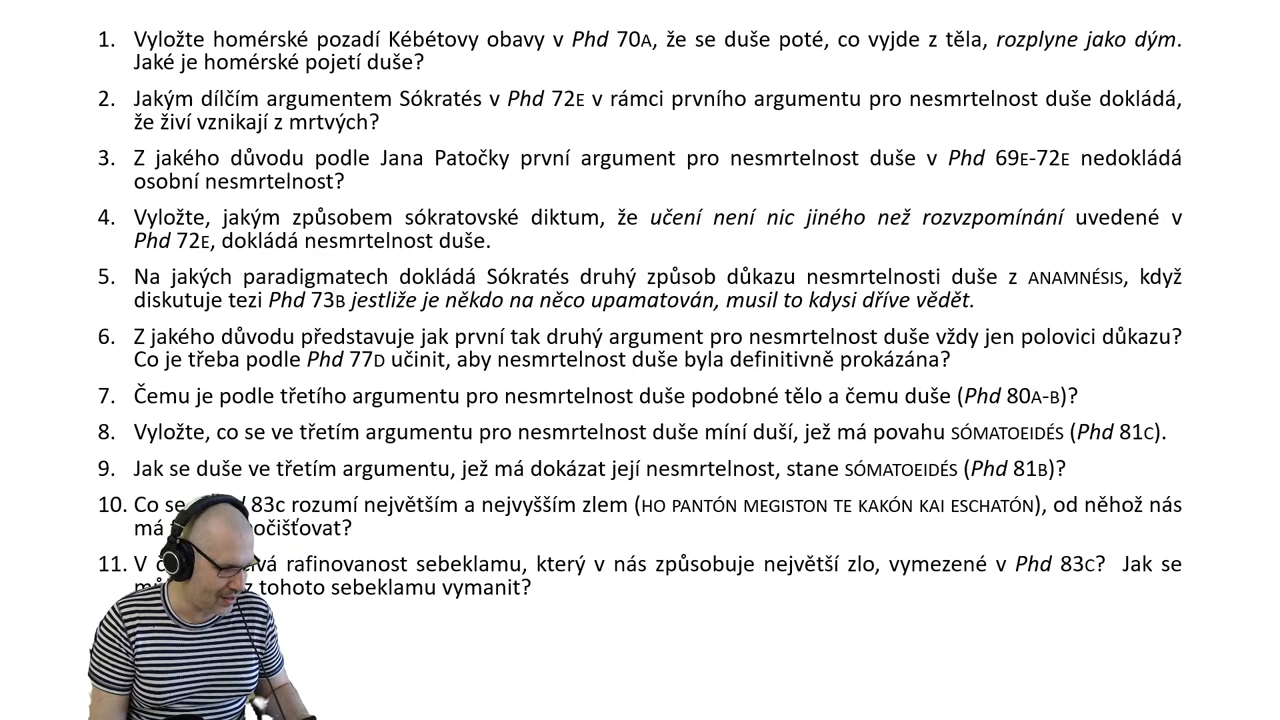 1. Vyložte homérské pozadí Kébétovy obavy v Phd 70A, že se duše poté, co vyjde z těla, rozplyne jako dým.
Jaké je homérské pojetí duše?
2. Jakým dílčím argumentem Sókratés v Phd 72E v rámci prvního argumentu pro nesmrtelnost duše dokládá,
že živí vznikají z mrtvých?
3. Z jakého důvodu podle Jana Patočky první argument pro nesmrtelnost duše v Phd 69E-72E nedokládá
osobní nesmrtelnost?
4. Vyložte, jakým způsobem sókratovské diktum, že učení není nic jiného než rozvzpomínání uvedené v
Phd 72E, dokládá nesmrtelnost duše.
5. Na jakých paradigmatech dokládá Sókratés druhý způsob důkazu nesmrtelnosti duše z ANAMNÉSIS, když
diskutuje tezi Phd 73B jestliže je někdo na něco upamatován, musil to kdysi dříve vědět.
6. Z jakého důvodu představuje jak první tak druhý argument pro nesmrtelnost duše vždy jen polovici důkazu?
Co je třeba podle Phd 77D učinit, aby nesmrtelnost duše byla definitivně prokázána?
7. Čemu je podle třetího argumentu pro nesmrtelnost duše podobné tělo a čemu duše (Phd 80A-B)?
8. Vyložte, co se ve třetím argumentu pro nesmrtelnost duše míní duší, jež má povahu SÓMATOEIDÉS (Phd 81C).
9. Jak se duše ve třetím argumentu, jež má dokázat její nesmrtelnost, stane SÓMATOEIDÉS (Phd 81B)?
10. Co se 83c rozumí největším a nejvyšším zlem (HO PANTÓN MEGISTON TE KAKÓN KAI ESCHATÓN), od něhož nás
má očišťovat?
11. V rafinovanost sebeklamu, který v nás způsobuje největší zlo, vymezené v Phd 83C? Jak se
z tohoto sebeklamu vymanit?